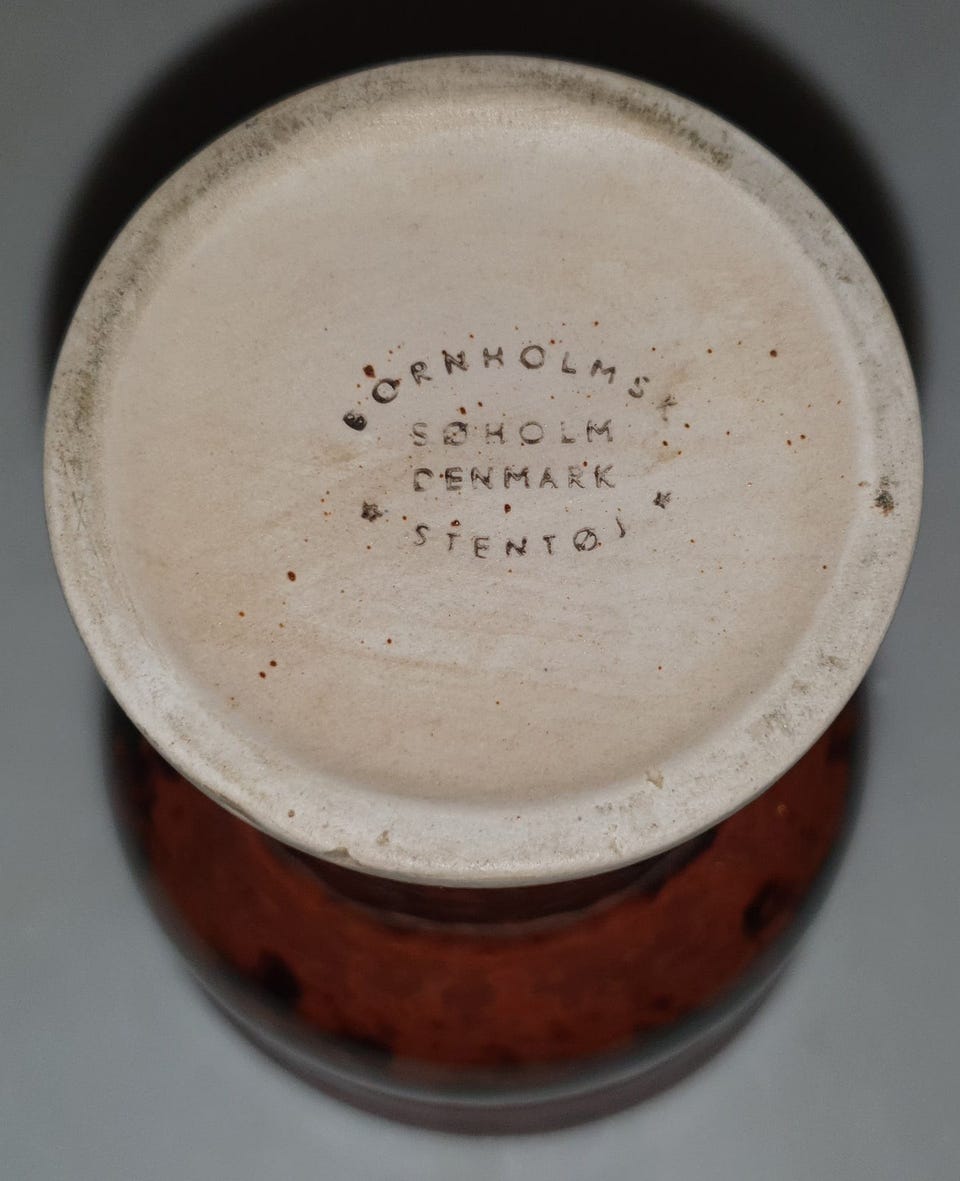 BORNHOLMSK
SØHOLM
DENMARK
* STENTØJ *